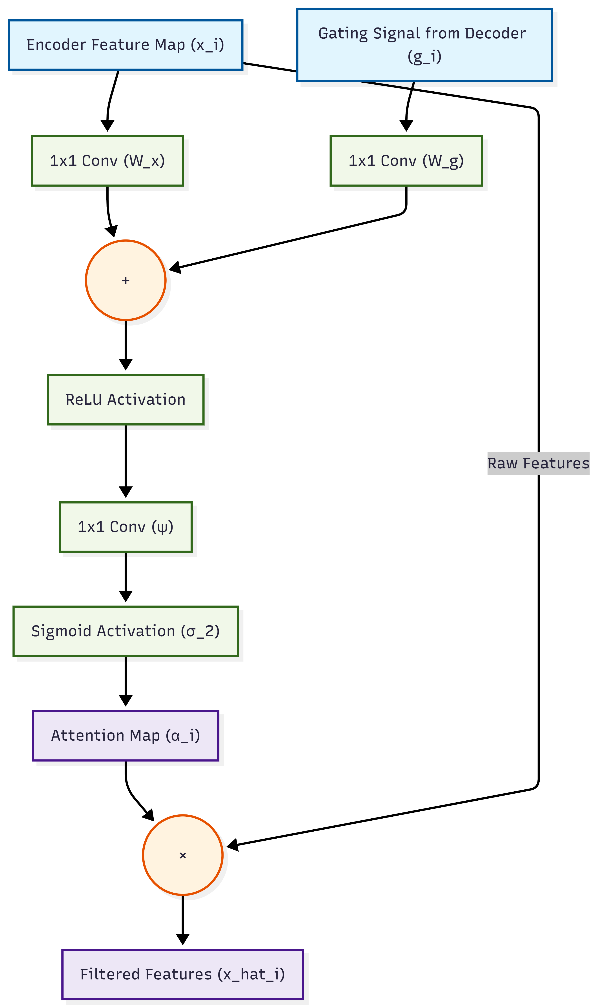 Encoder Feature Map (x_i)
Gating Signal from Decoder
(g_i)
1x1 Conv (W_x)
1x1 Conv (W_g)
+
ReLU Activation
Raw Features
1x1 Conv (ψ)
Sigmoid Activation (σ_2)
Attention Map (α_i)
×
Filtered Features (x_hat_i)